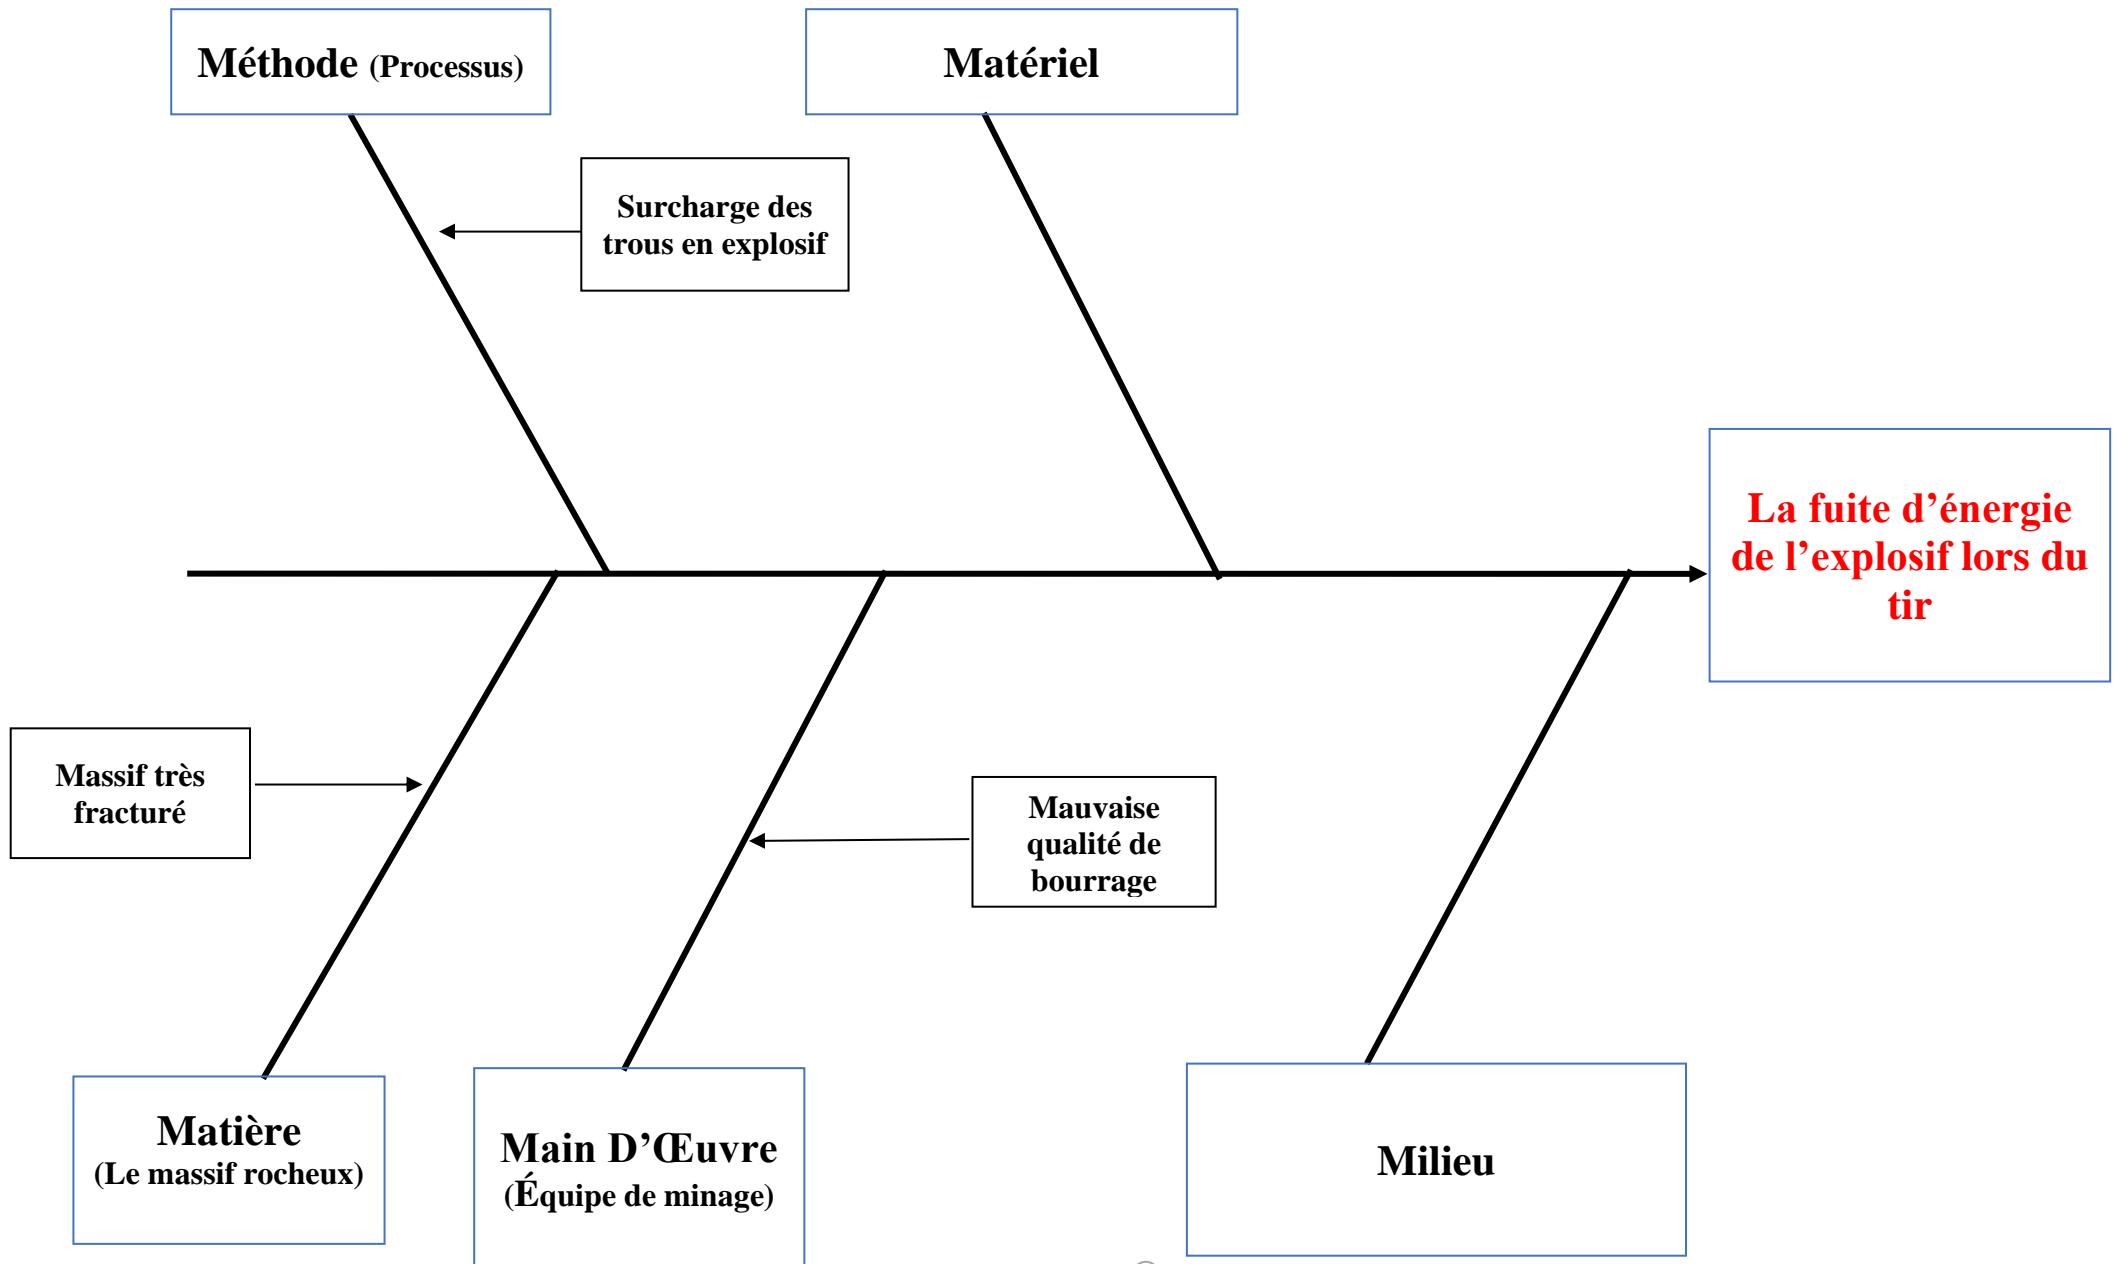 Méthode (Processus)
Matériel
Surcharge des
trous en explosif
La fuite d’énergie
de l’explosif lors du
tir
Massif très
fracturé
Mauvaise
qualité de
bourrage
Matière
(Le massif rocheux)
Main D’Œuvre
(Équipe de minage)
Milieu